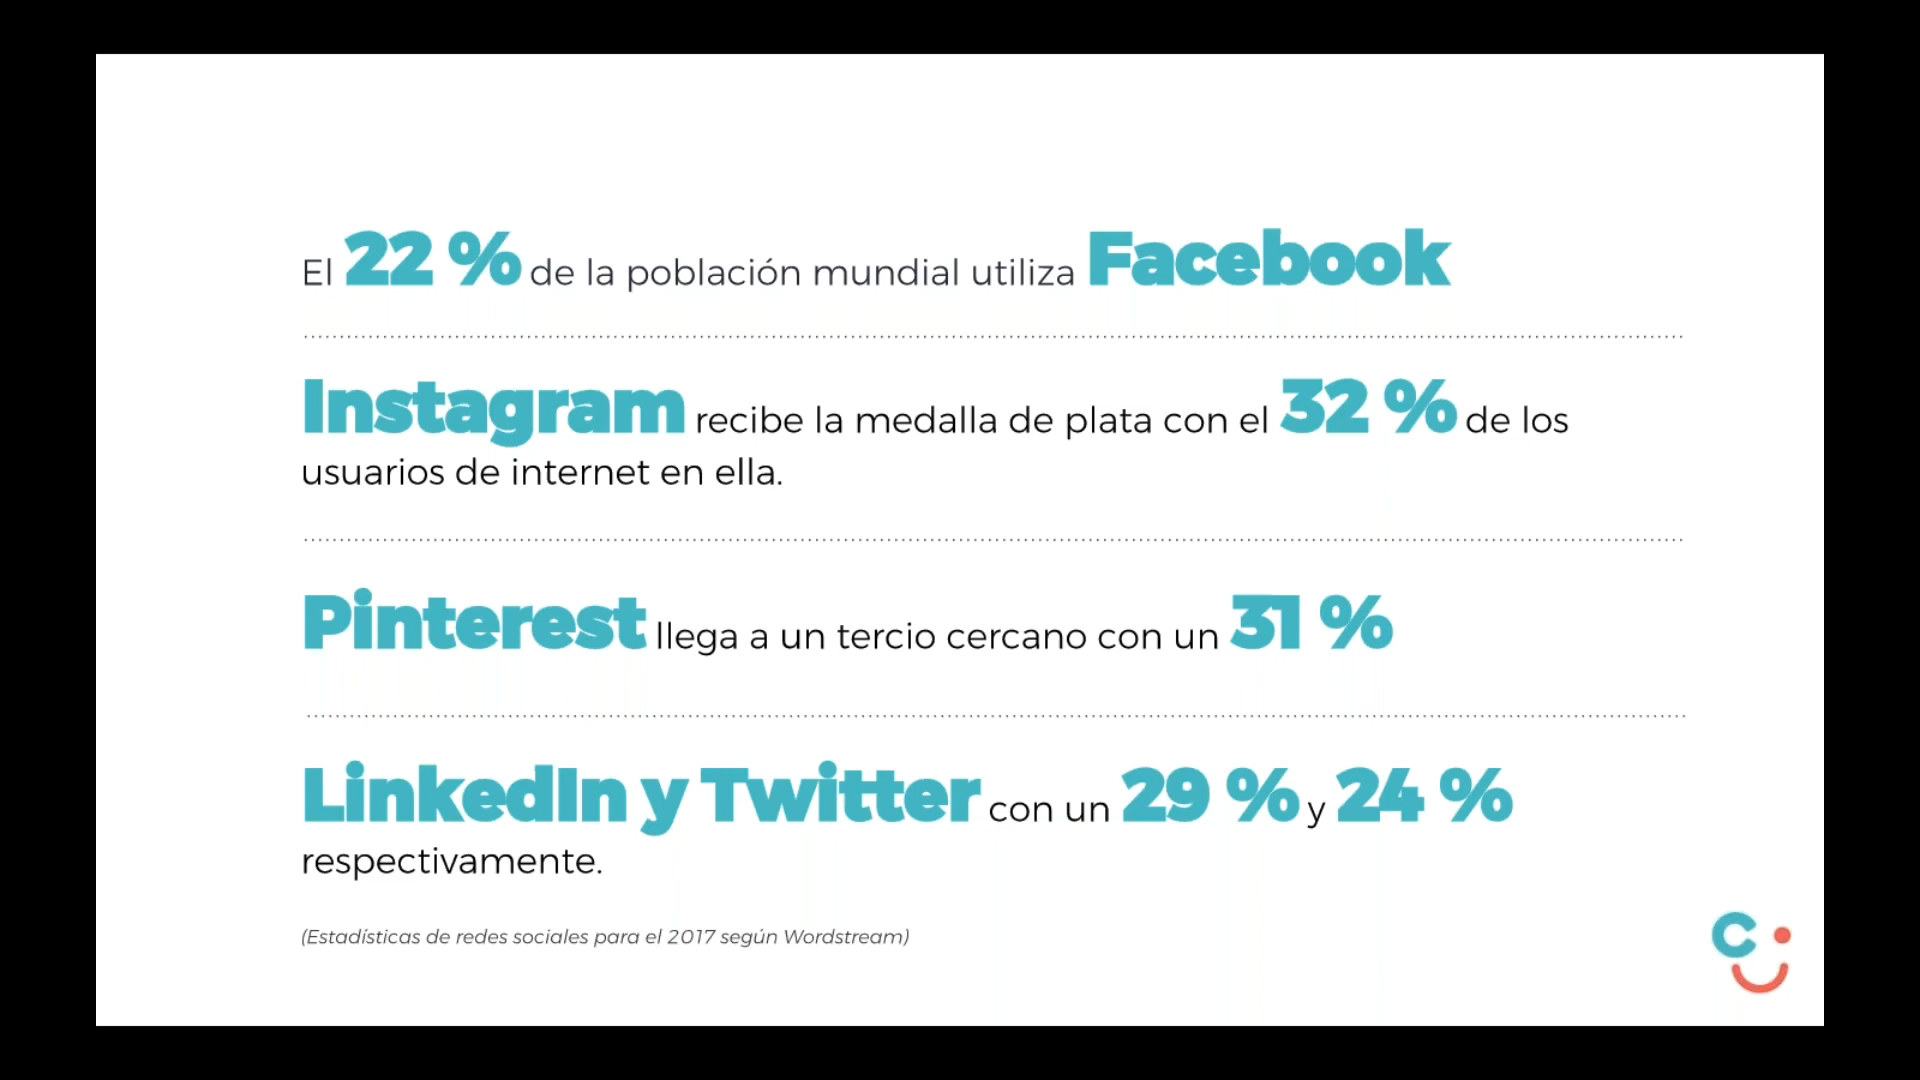 El 22 % de la población mundial utiliza Facebook
Instagram recibe la medalla de plata con el 32 % de los
usuarios de internet en ella.
Pinterest llega a un tercio cercano con un 31 %
LinkedIn y Twitter con un 29 % y 24 %
respectivamente.
(Estadísticas de redes sociales para el 2017 según Wordstream)